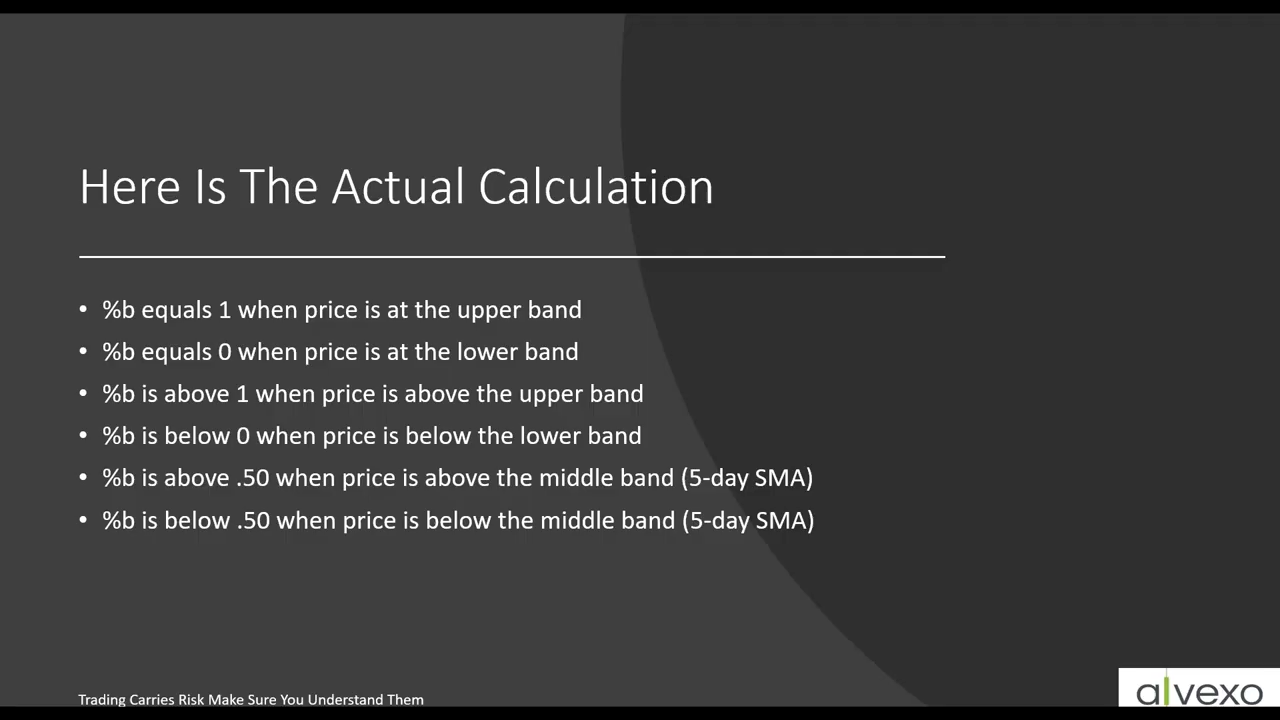 Here Is The Actual Calculation
• %b equals 1 when price is at the upper band
• %b equals 0 when price is at the lower band
• %b is above 1 when price is above the upper band
• %b is below 0 when price is below the lower band
• %b is above .50 when price is above the middle band (5-day SMA)
• %b is below .50 when price is below the middle band (5-day SMA)
Trading Carries Risk Make Sure You Understand Them
alvexo